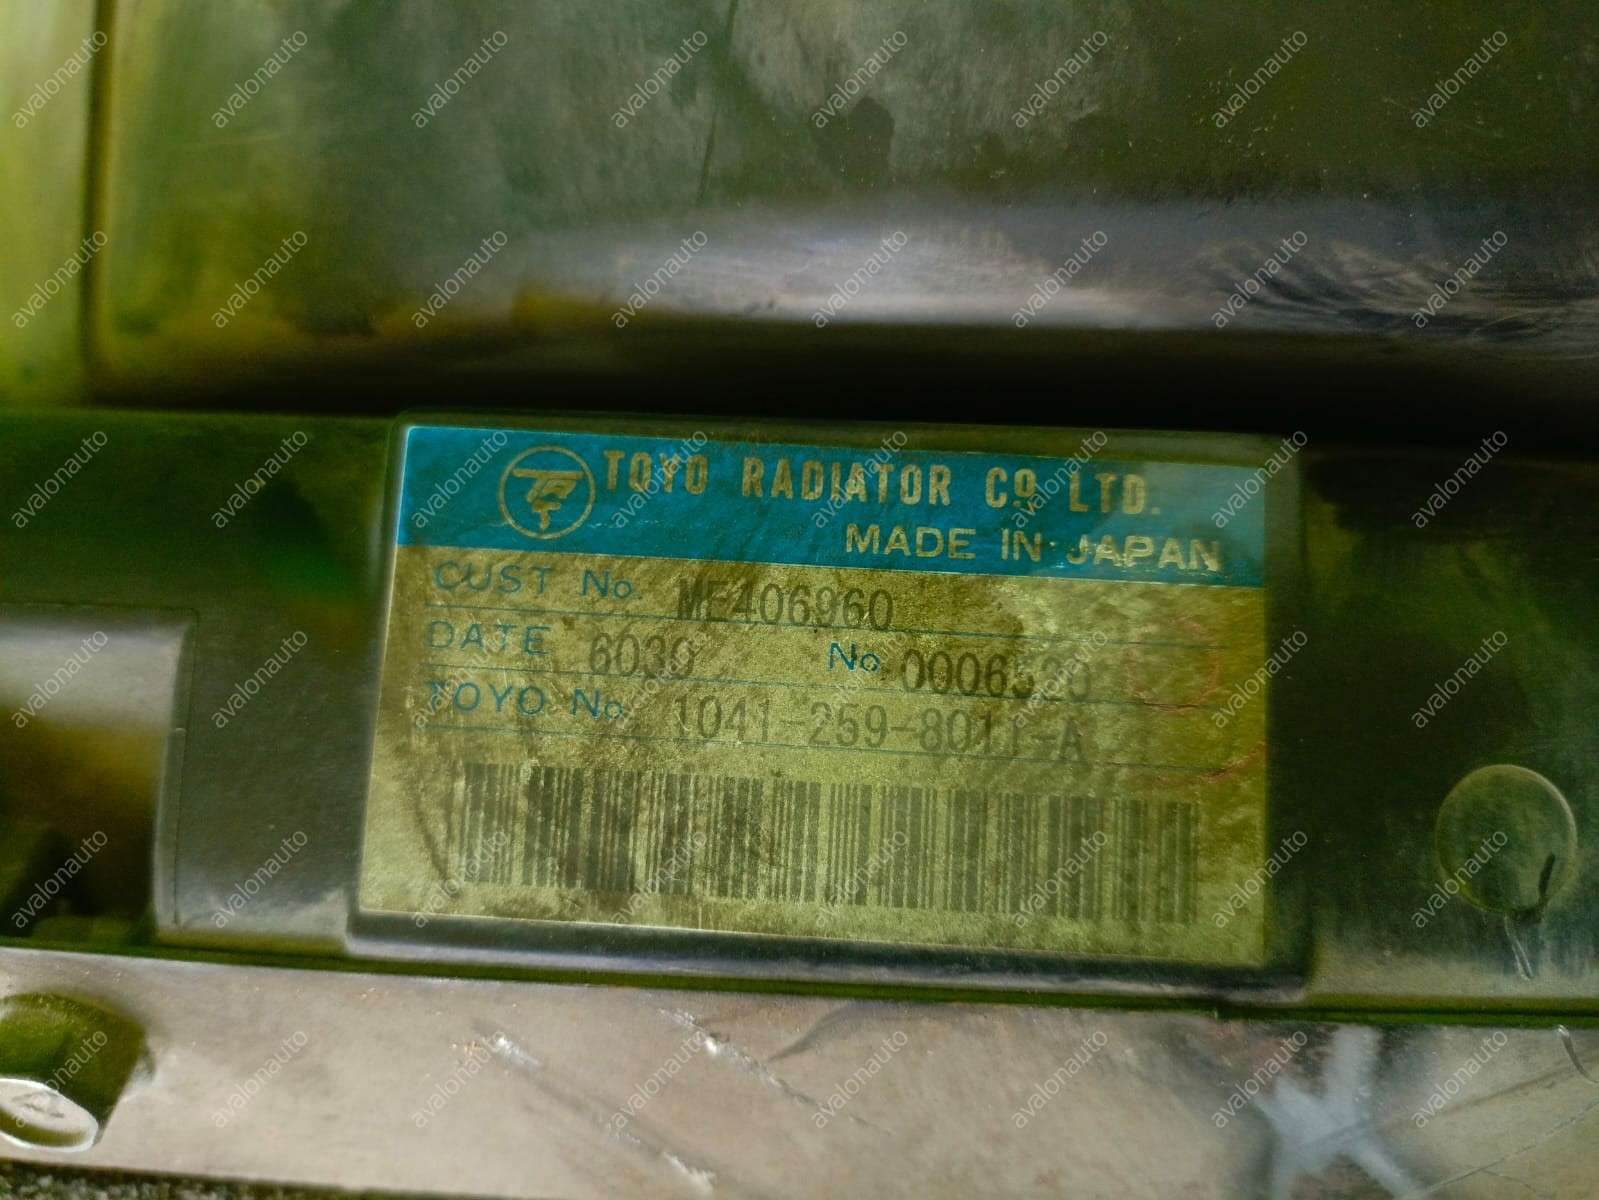 TOYO RADIATOR Co. LTD.
MADE IN JAPAN
CUST No. ME406960
DATE 6030 No. 0006520
TOYO No. 1041-259-8011-A
avalonauto